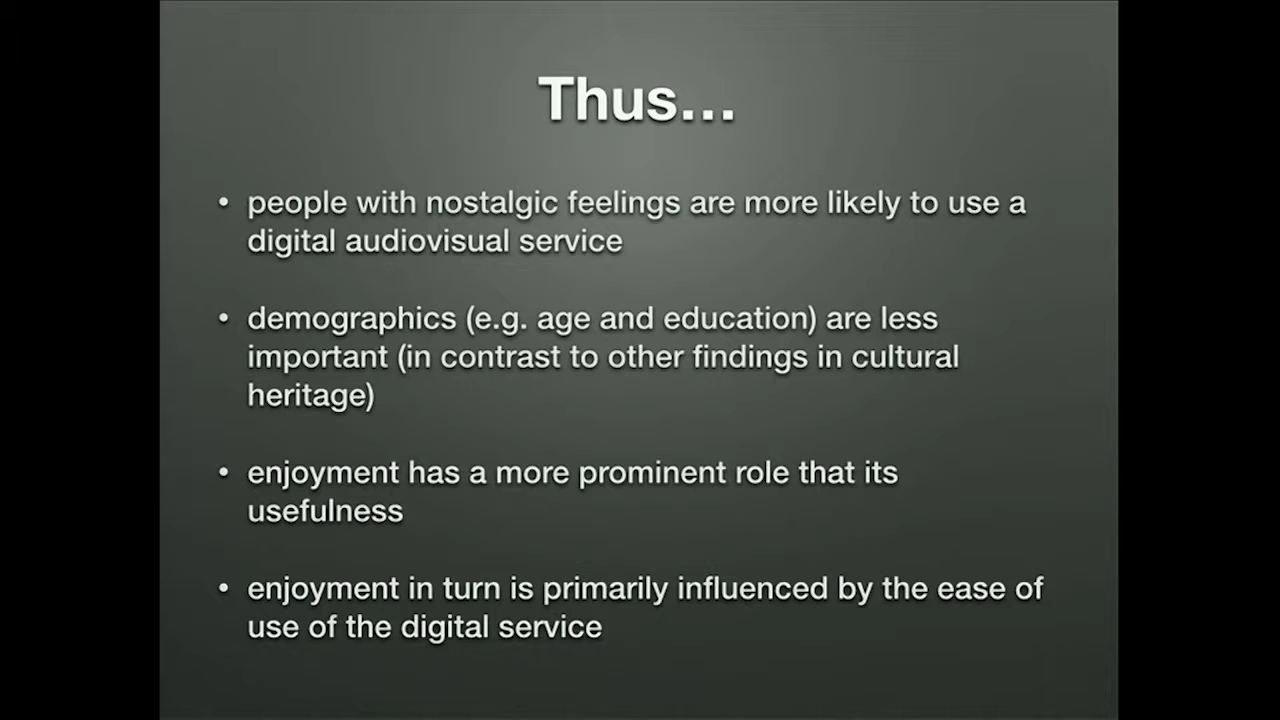 Thus...
• people with nostalgic feelings are more likely to use a
digital audiovisual service
• demographics (e.g. age and education) are less
important (in contrast to other findings in cultural
heritage)
• enjoyment has a more prominent role that its
usefulness
• enjoyment in turn is primarily influenced by the ease of
use of the digital service